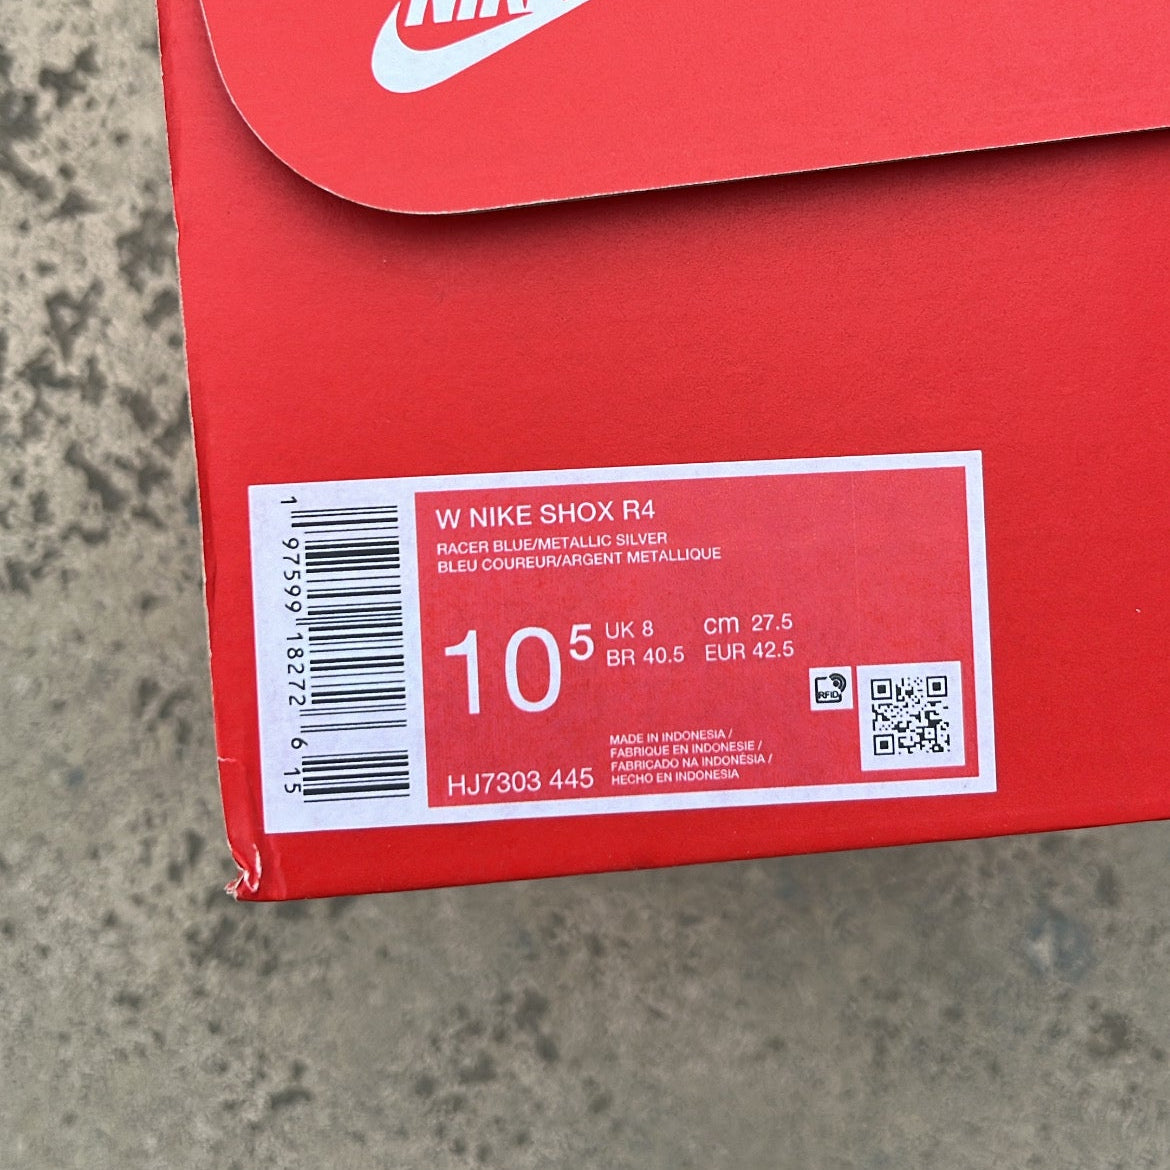 NIKE
W NIKE SHOX R4
RACER BLUE/METALLIC SILVER
BLEU COUREUR/ARGENT METALLIQUE
10 5
UK 8 cm 27.5
BR 40.5 EUR 42.5
RFID
MADE IN INDONESIA /
FABRIQUE EN INDONESIE /
FABRICADO NA INDONÉSIA /
HECHO EN INDONESIA
HJ7303 445
1 97599 18272 6 15